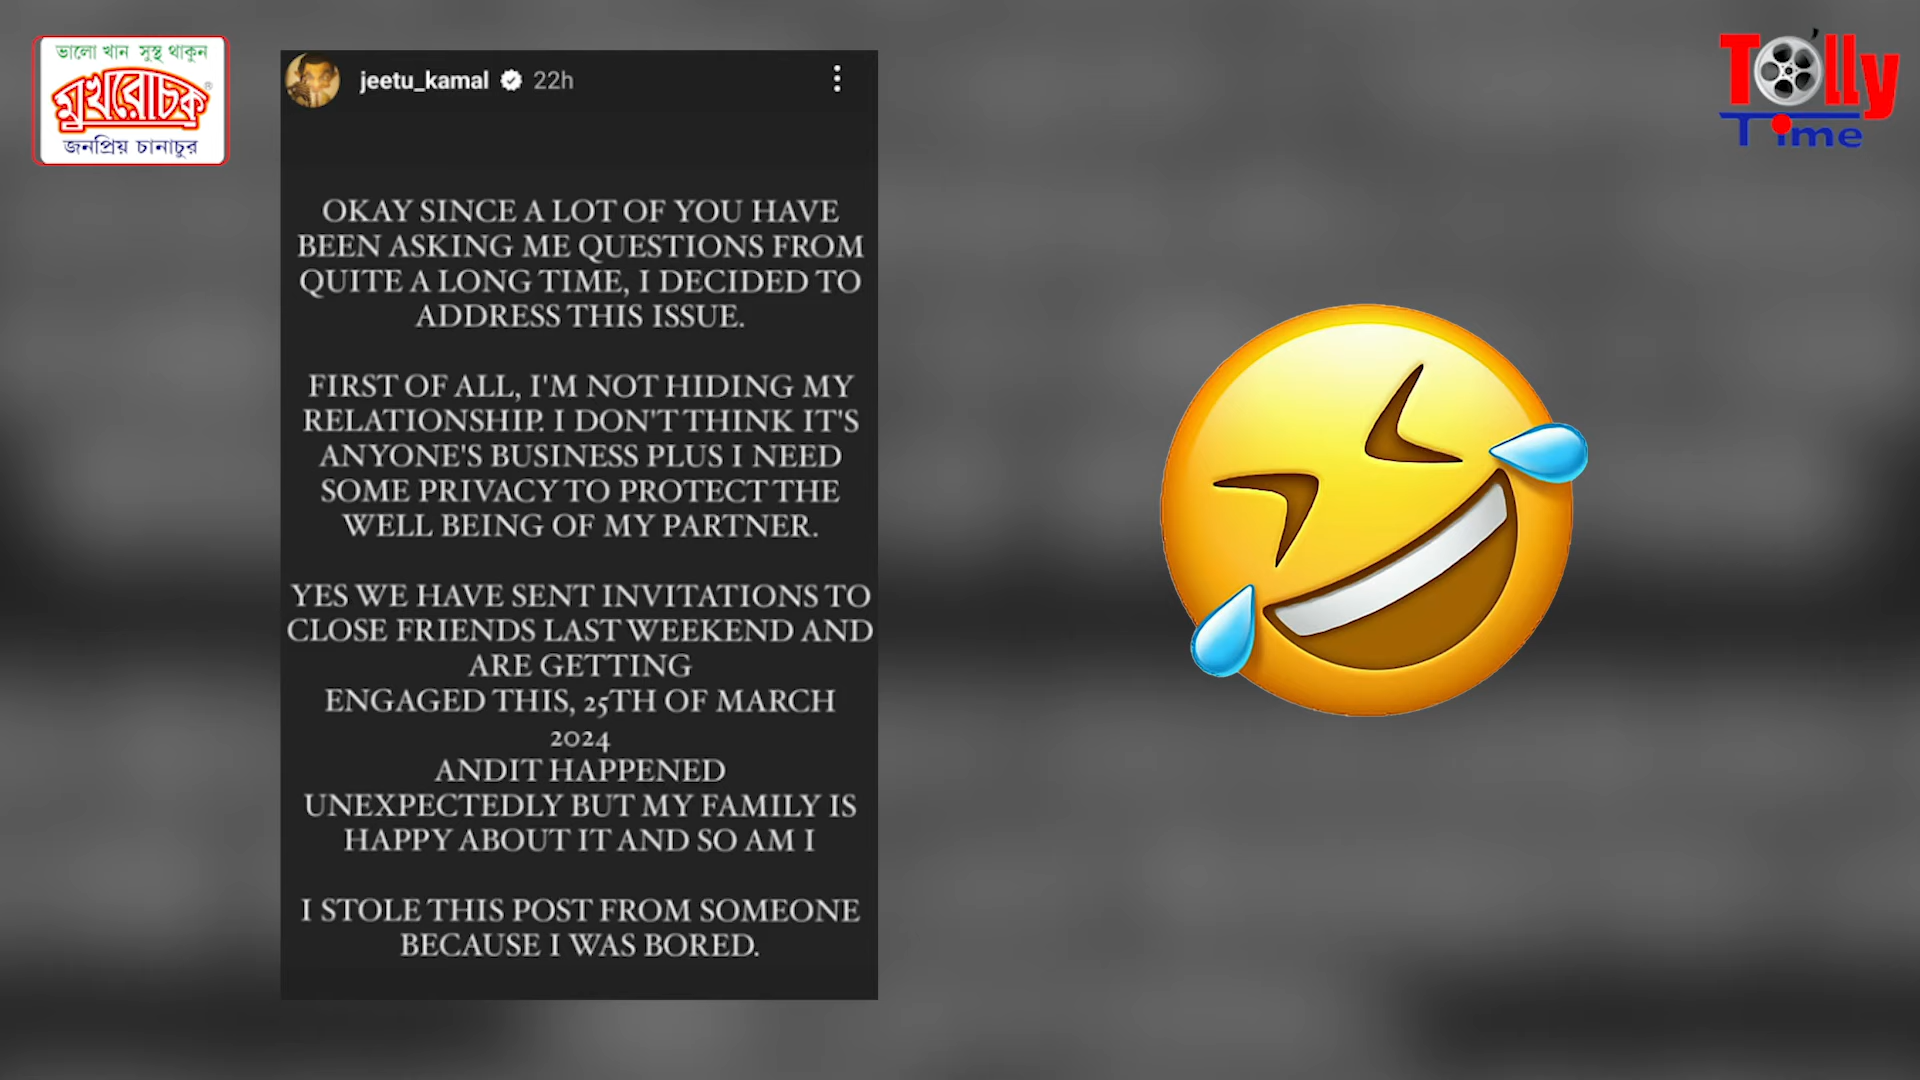 ভালো খান সুস্থ থাকুন
মুখরোচক®
জনপ্রিয় চানাচুর
jeetu_kamal 22h
OKAY SINCE A LOT OF YOU HAVE
BEEN ASKING ME QUESTIONS FROM
QUITE A LONG TIME, I DECIDED TO
ADDRESS THIS ISSUE.
FIRST OF ALL, I'M NOT HIDING MY
RELATIONSHIP. I DON'T THINK IT'S
ANYONE'S BUSINESS PLUS I NEED
SOME PRIVACY TO PROTECT THE
WELL BEING OF MY PARTNER.
YES WE HAVE SENT INVITATIONS TO
CLOSE FRIENDS LAST WEEKEND AND
ARE GETTING
ENGAGED THIS, 25TH OF MARCH
2024
ANDIT HAPPENED
UNEXPECTEDLY BUT MY FAMILY IS
HAPPY ABOUT IT AND SO AM I
I STOLE THIS POST FROM SOMEONE
BECAUSE I WAS BORED.
Tolly
Time